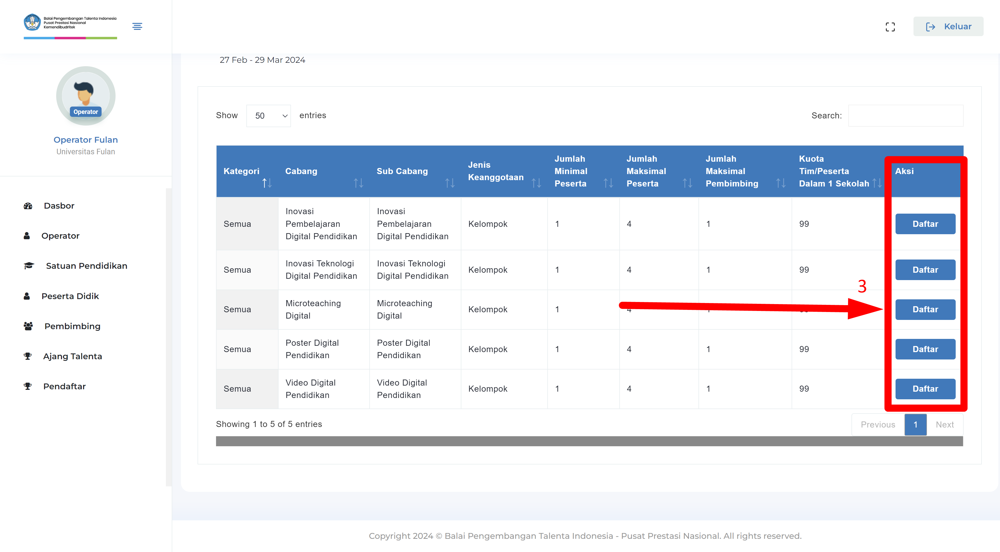 Balai Pengembangan Talenta Indonesia
Pusat Prestasi Nasional
Kemendibudritek
Keluar
Operator
Operator Fulan
Universitas Fulan
Dasbor
Operator
Satuan Pendidikan
Peserta Didik
Pembimbing
Ajang Talenta
Pendaftar
27 Feb - 29 Mar 2024
Show 50 entries
Search:
Kategori
Cabang
Sub Cabang
Jenis
Keanggotaan
Jumlah
Minimal
Peserta
Jumlah
Maksimal
Peserta
Jumlah
Maksimal
Pembimbing
Kuota
Tim/Peserta
Dalam 1 Sekolah
Aksi
Semua
Inovasi
Pembelajaran
Digital Pendidikan
Inovasi
Pembelajaran
Digital Pendidikan
Kelompok
1
4
1
99
Daftar
Semua
Inovasi Teknologi
Digital Pendidikan
Inovasi Teknologi
Digital Pendidikan
Kelompok
1
4
1
99
Daftar
3
Semua
Microteaching
Digital
Microteaching
Digital
Kelompok
1
4
1
99
Daftar
Semua
Poster Digital
Pendidikan
Poster Digital
Pendidikan
Kelompok
1
4
1
99
Daftar
Semua
Video Digital
Pendidikan
Video Digital
Pendidikan
Kelompok
1
4
1
99
Daftar
Showing 1 to 5 of 5 entries
Previous 1 Next
Copyright 2024 © Balai Pengembangan Talenta Indonesia - Pusat Prestasi Nasional. All rights reserved.